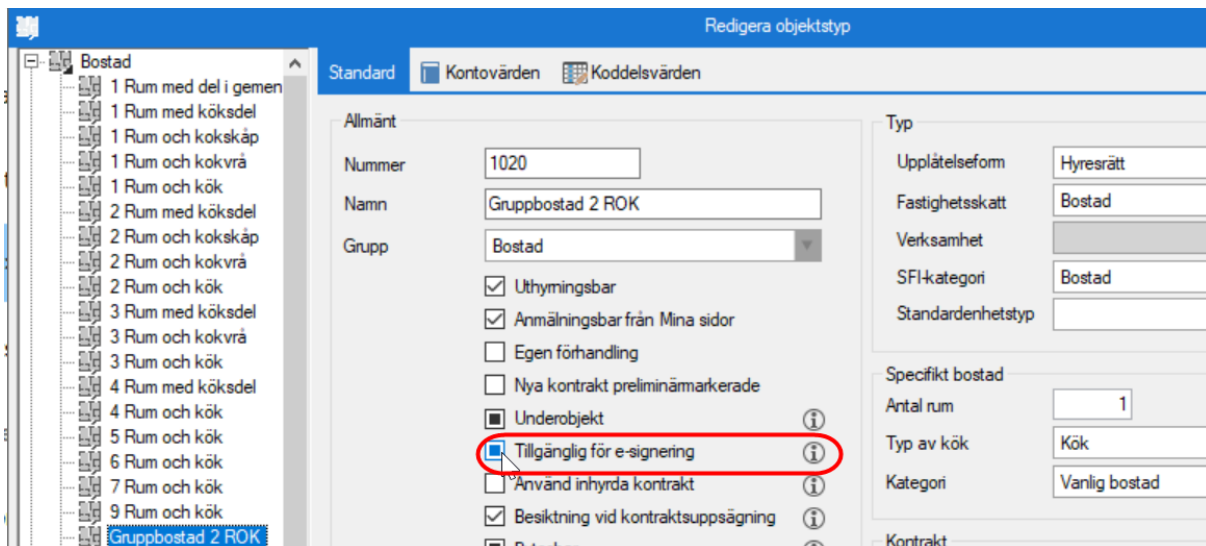 Redigera objektstyp
Bostad
1 Rum med del i gemen
1 Rum med köksdel
1 Rum och kokskåp
1 Rum och kokvrå
1 Rum och kök
2 Rum med köksdel
2 Rum och kokskåp
2 Rum och kokvrå
2 Rum och kök
3 Rum med köksdel
3 Rum och kokvrå
3 Rum och kök
4 Rum med köksdel
4 Rum och kök
5 Rum och kök
6 Rum och kök
7 Rum och kök
9 Rum och kök
Gruppbostad 2 ROK
Standard Kontovärden Koddelsvärden
Allmänt
Nummer 1020
Namn Gruppbostad 2 ROK
Grupp Bostad
Uthyrningsbar
Anmälningsbar från Mina sidor
Egen förhandling
Nya kontrakt preliminärmarkerade
Underobjekt
Tillgänglig för e-signering
Använd inhyrda kontrakt
Besiktning vid kontraktsuppsägning
Typ
Upplåtelseform Hyresrätt
Fastighetsskatt Bostad
Verksamhet
SFI-kategori Bostad
Standardenhetstyp
Specifikt bostad
Antal rum 1
Typ av kök Kök
Kategori Vanlig bostad
Kontrakt